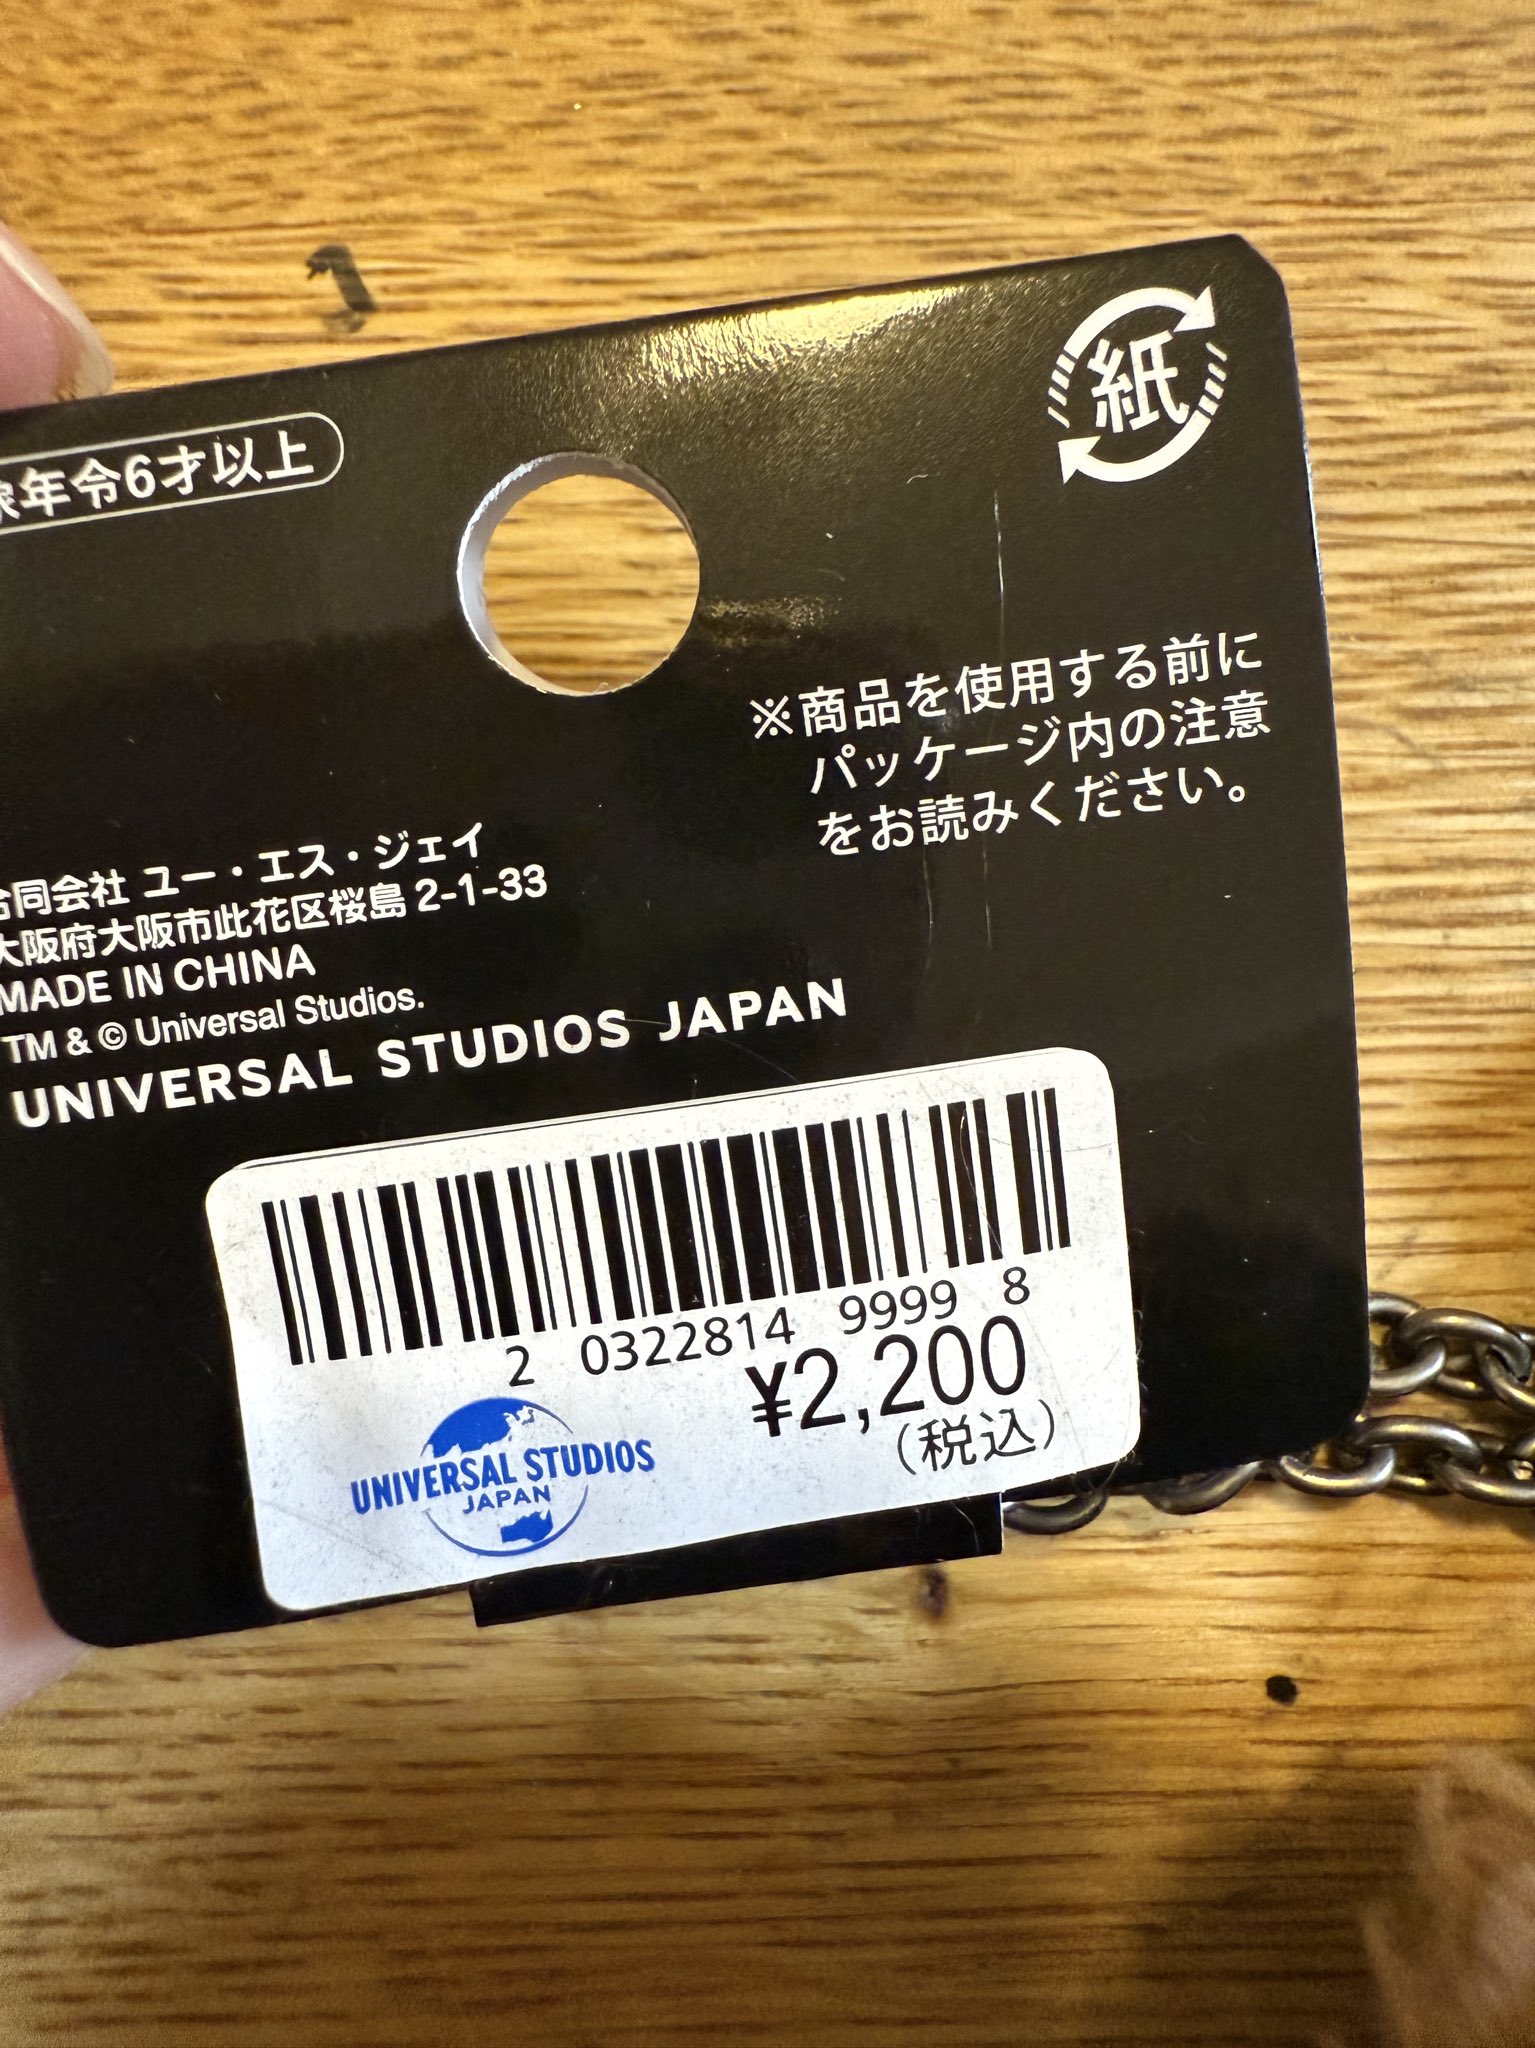 紙
象年令6才以上
※商品を使用する前に
パッケージ内の注意
をお読みください。
合同会社 ユー・エス・ジェイ
大阪府大阪市此花区桜島 2-1-33
MADE IN CHINA
TM & © Universal Studios.
UNIVERSAL STUDIOS JAPAN
2 0322814 9999 8
¥2,200
(税込)
UNIVERSAL STUDIOS
JAPAN